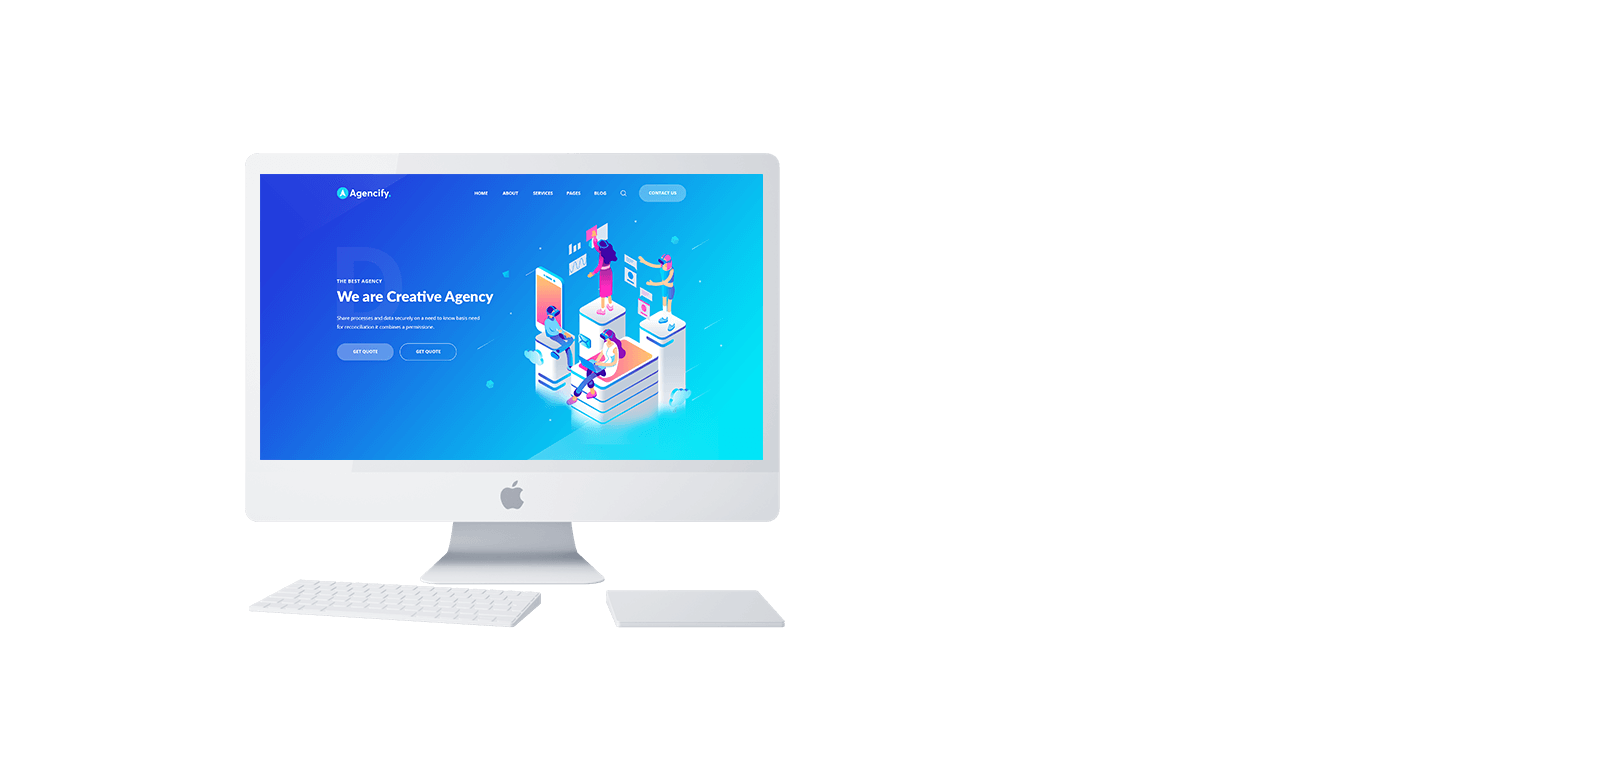 Agencify.
HOME ABOUT SERVICES PAGES BLOG CONTACT US
D
THE BEST AGENCY
We are Creative Agency
Share processes and data securely on a need to know basis need
for reconciliation it combines a permissions.
GET QUOTE GET QUOTE